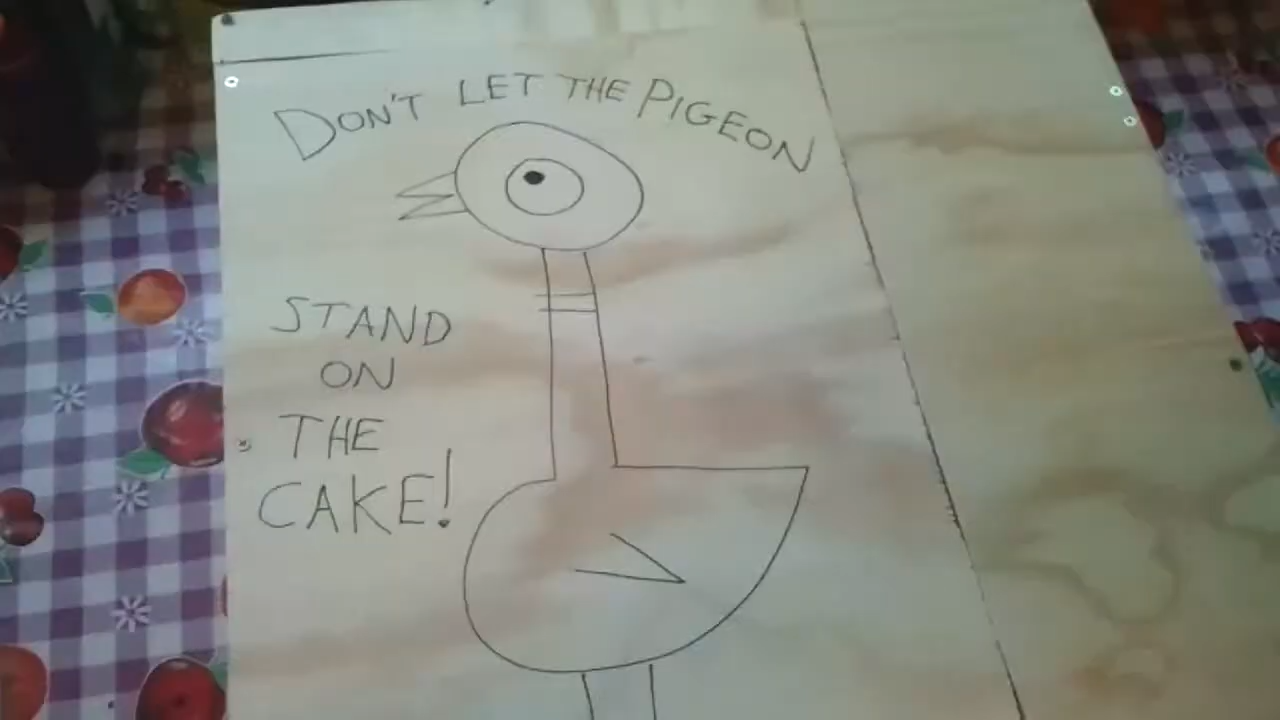 DON'T LET THE PIGEON
STAND
ON
THE
CAKE!